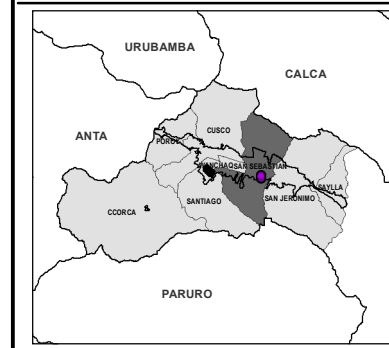 URUBAMBA
CALCA
ANTA
CUSCO
POROY
WANCHAQ
SAN SEBASTIAN
SAYLLA
CCORCA
SANTIAGO
SAN JERONIMO
PARURO